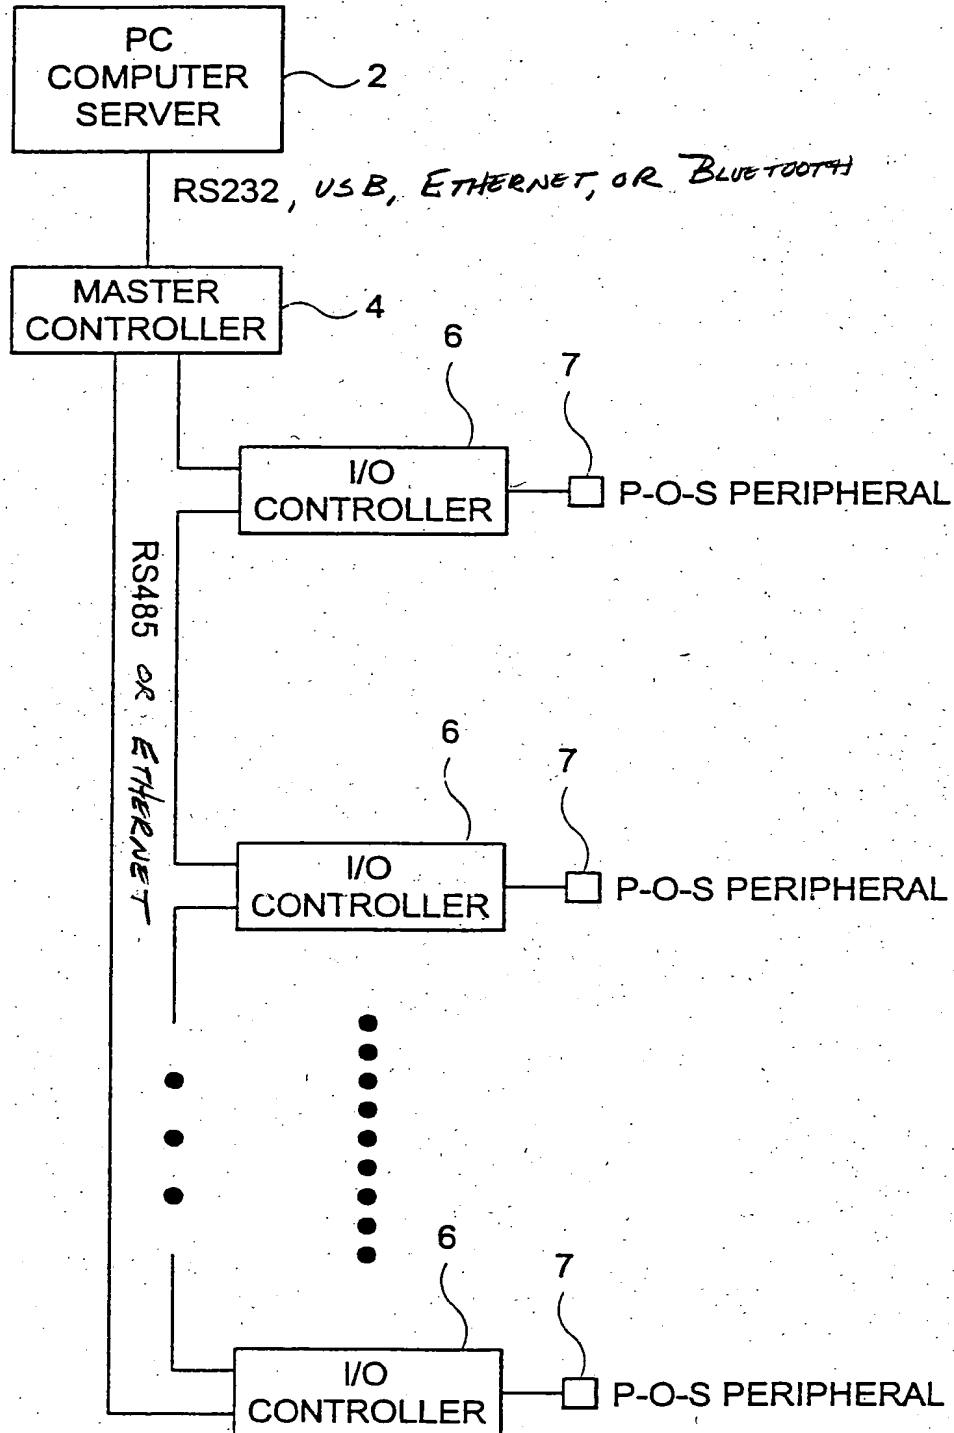 PC
COMPUTER
SERVER
2
RS232, USB, ETHERNET, OR BLUETOOTH
MASTER
CONTROLLER
4
6
7
I/O
CONTROLLER
P-O-S PERIPHERAL
RS485 OR ETHERNET
6
7
I/O
CONTROLLER
P-O-S PERIPHERAL
6
7
I/O
CONTROLLER
P-O-S PERIPHERAL